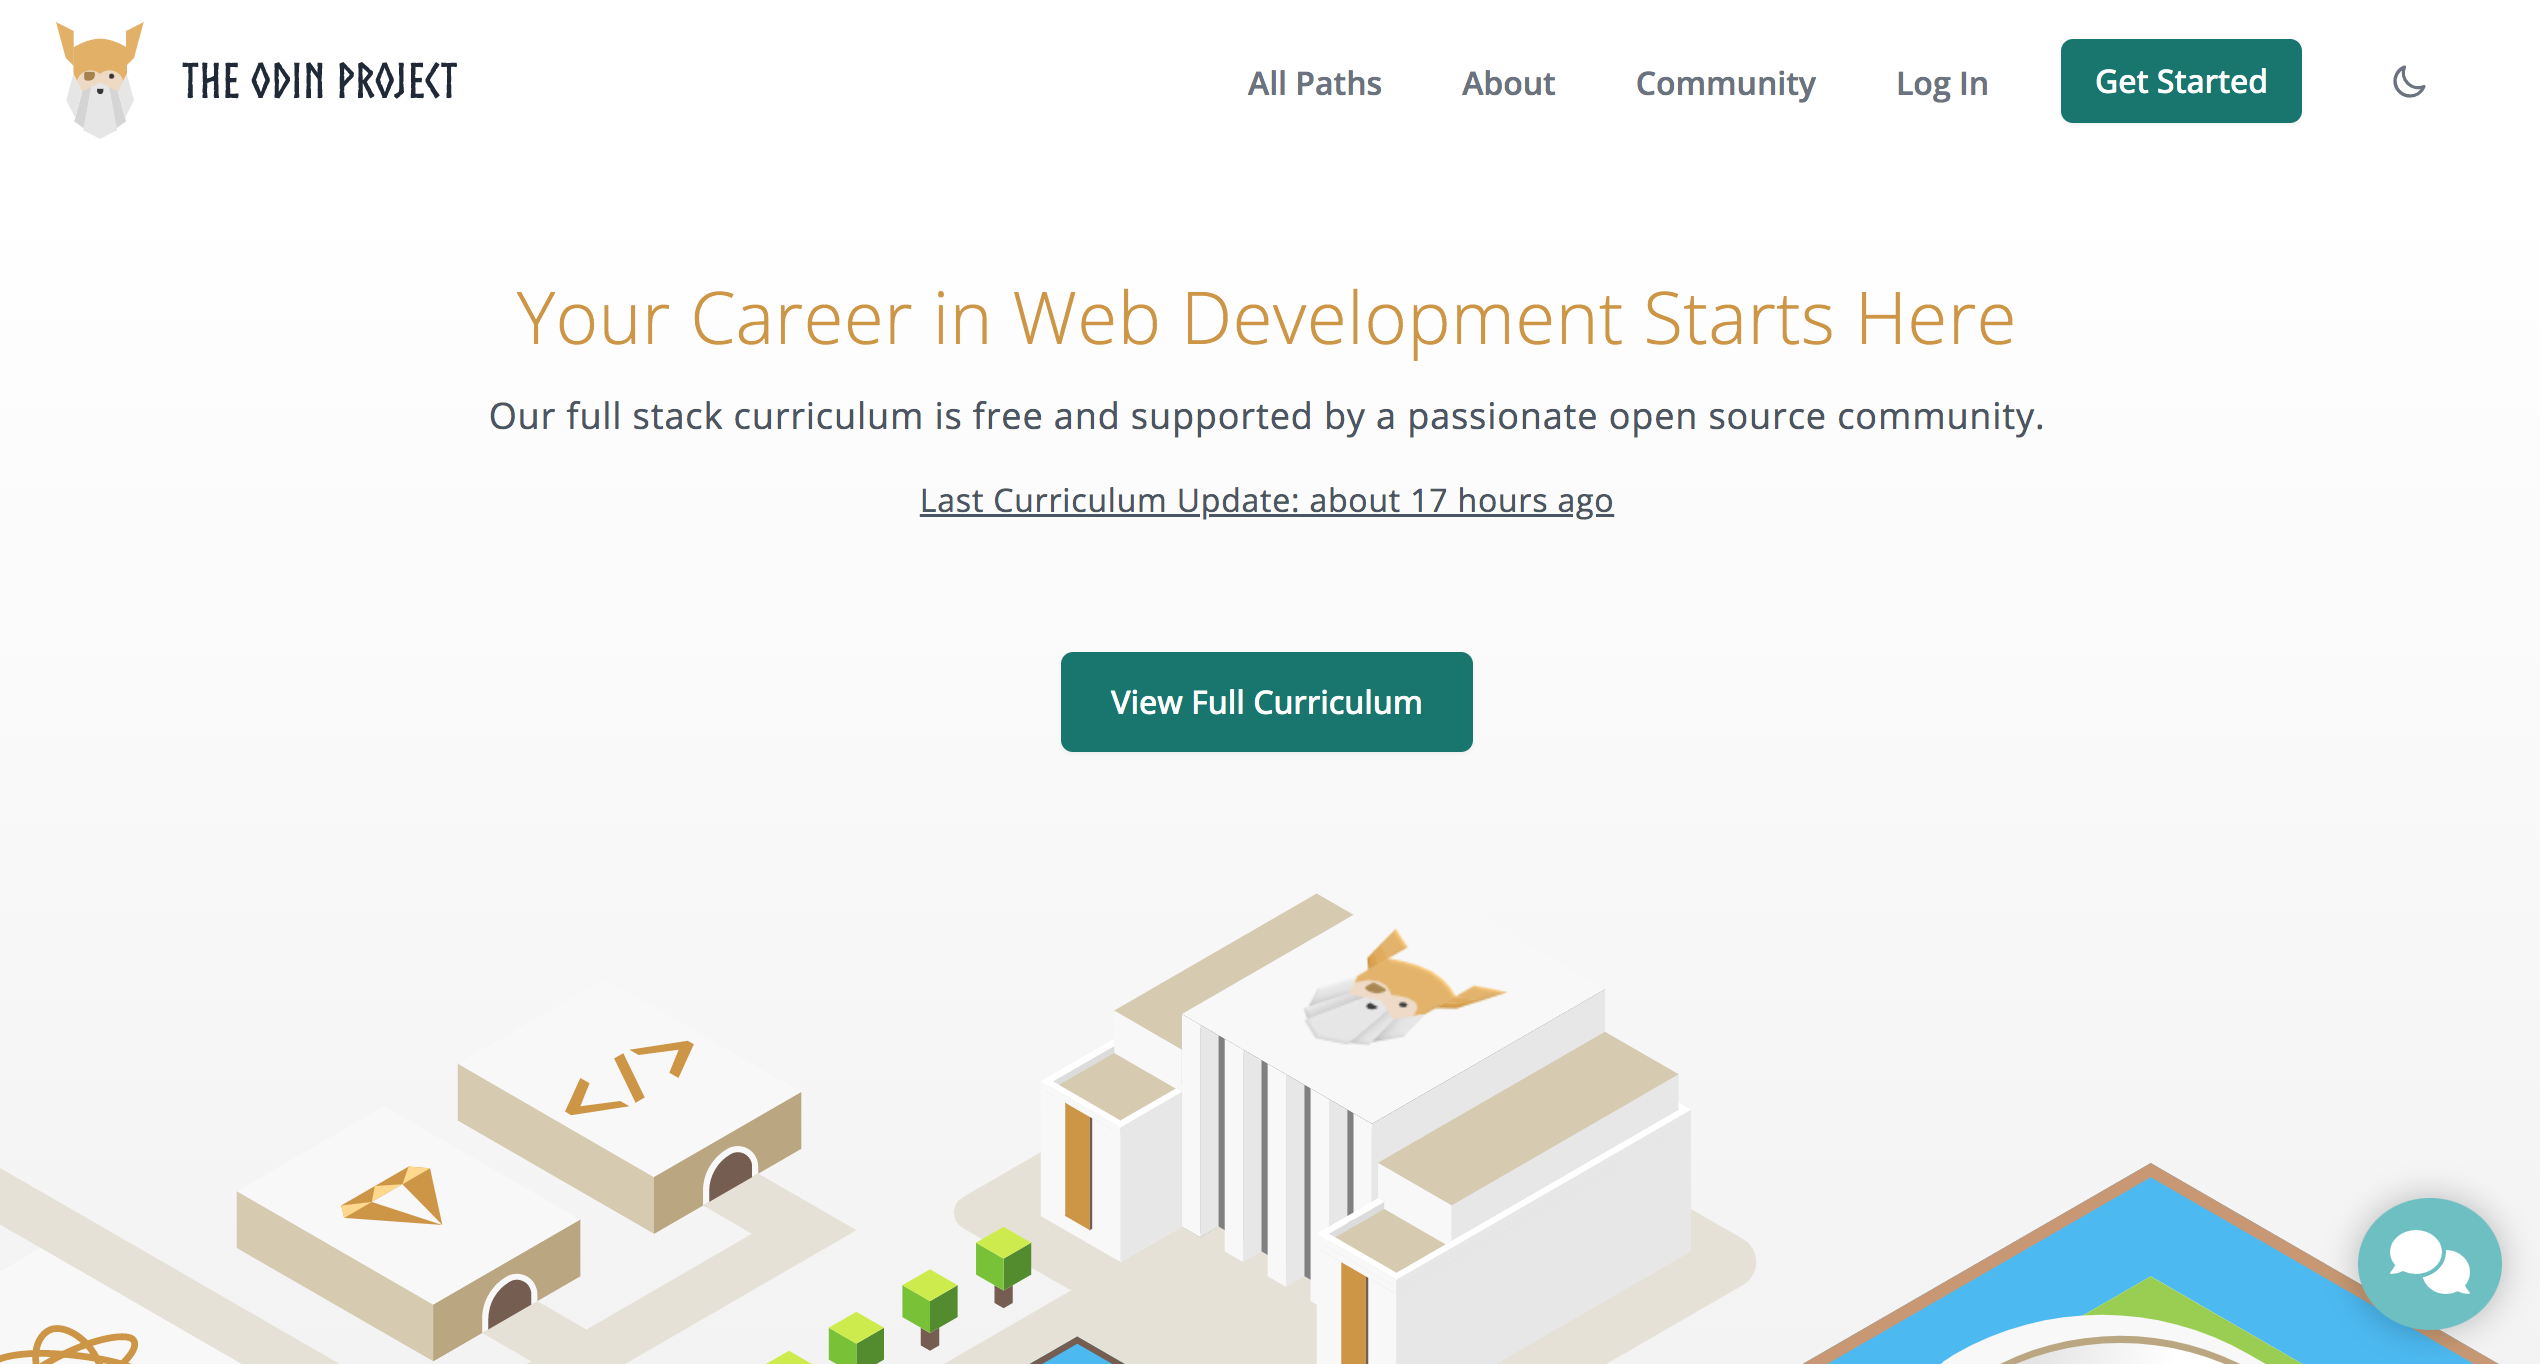 THE ODIN PROJECT
All Paths
About
Community
Log In
Get Started
Your Career in Web Development Starts Here
Our full stack curriculum is free and supported by a passionate open source community.
Last Curriculum Update: about 17 hours ago
View Full Curriculum
</>